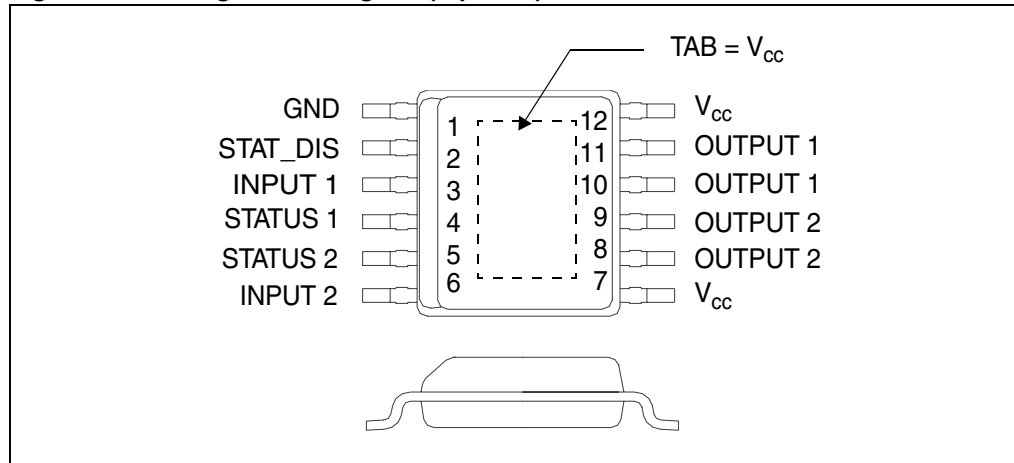 TAB = Vcc
GND 1 12 Vcc
STAT_DIS 2 11 OUTPUT 1
INPUT 1 3 10 OUTPUT 1
STATUS 1 4 9 OUTPUT 2
STATUS 2 5 8 OUTPUT 2
INPUT 2 6 7 Vcc